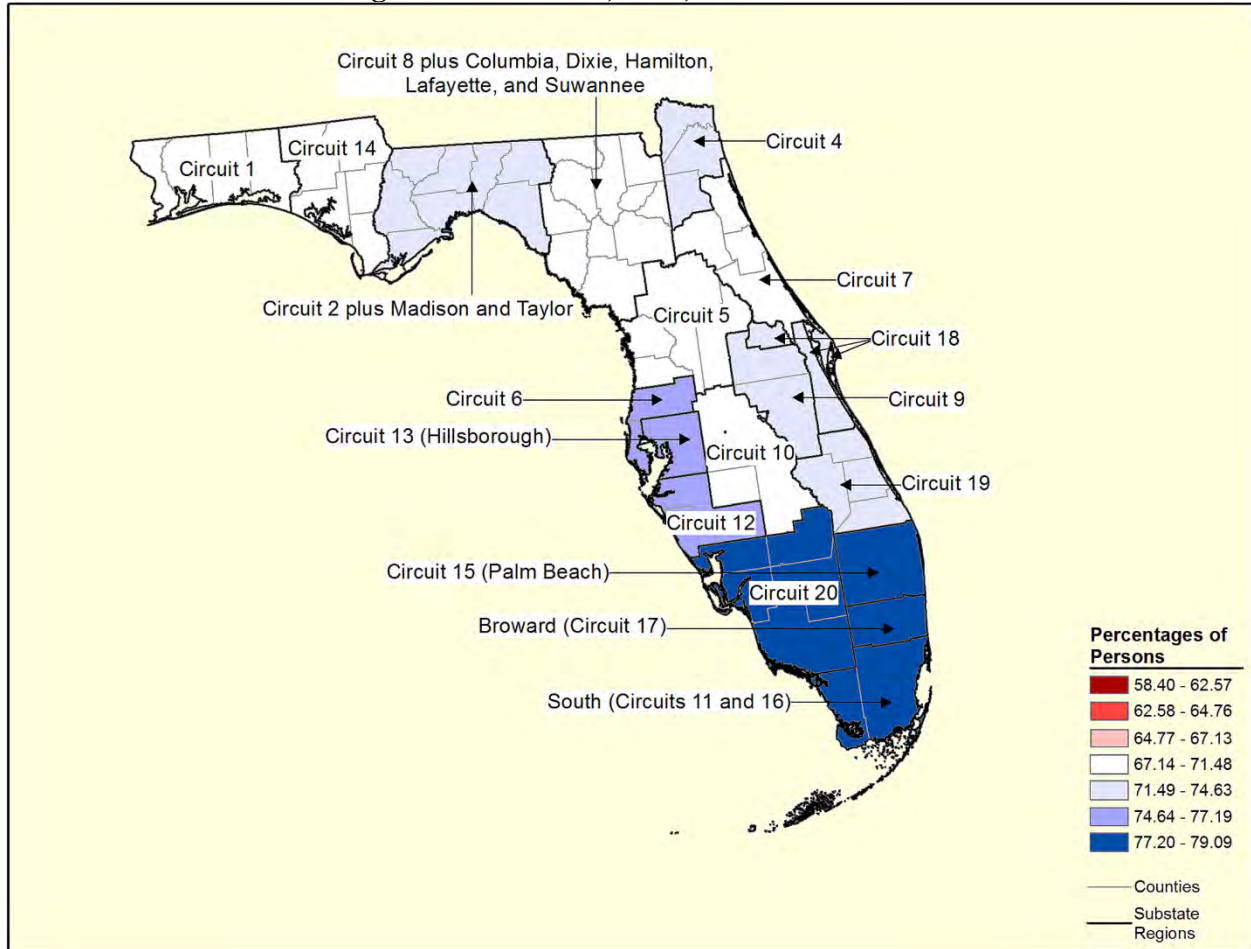 Circuit 8 plus Columbia, Dixie, Hamilton,
Lafayette, and Suwannee
Circuit 4
Circuit 14
Circuit 1
Circuit 7
Circuit 2 plus Madison and Taylor
Circuit 5
Circuit 18
Circuit 6
Circuit 9
Circuit 13 (Hillsborough)
Circuit 10
Circuit 19
Circuit 12
Circuit 15 (Palm Beach)
Circuit 20
Broward (Circuit 17)
South (Circuits 11 and 16)
Percentages of
Persons
58.40 - 62.57
62.58 - 64.76
64.77 - 67.13
67.14 - 71.48
71.49 - 74.63
74.64 - 77.19
77.20 - 79.09
Counties
Substate
Regions